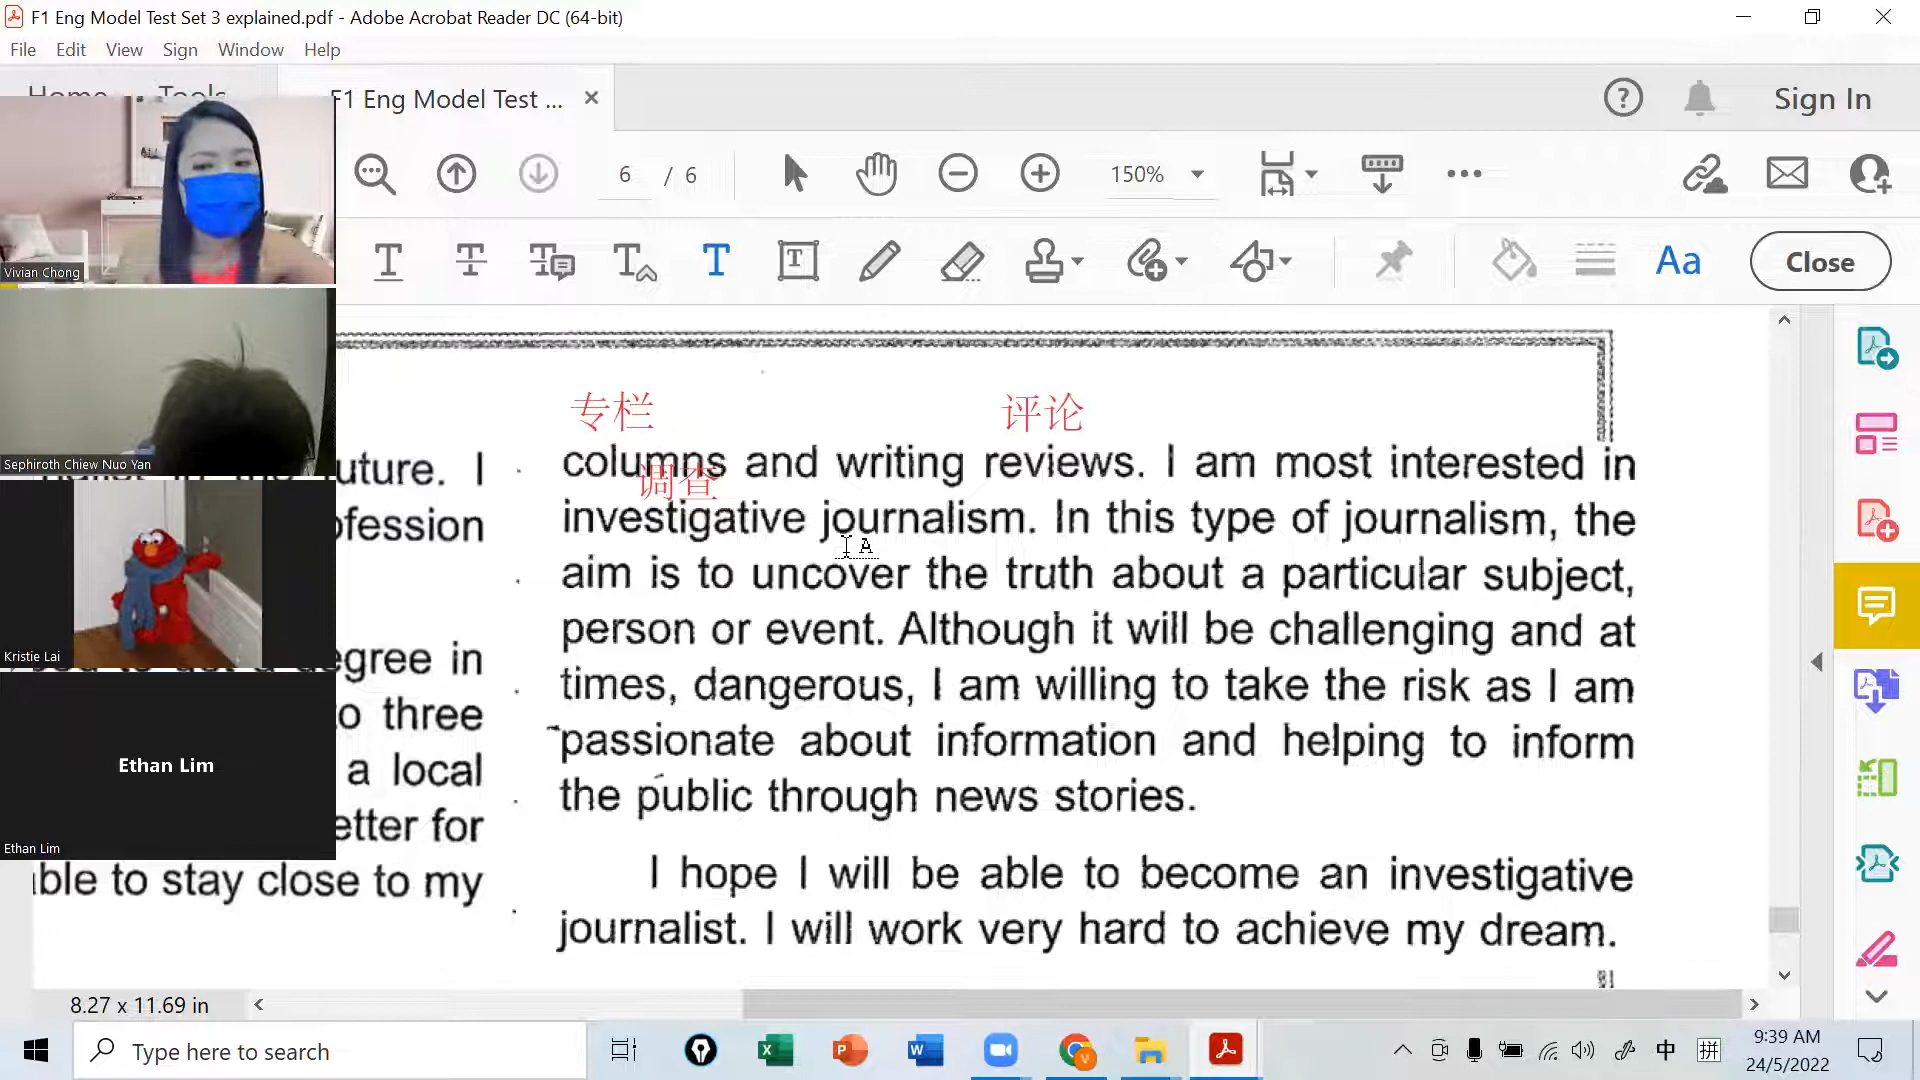 F1 Eng Model Test Set 3 explained.pdf - Adobe Acrobat Reader DC (64-bit)
File Edit View Sign Window Help
Home Tools
F1 Eng Model Test ...
Sign In
6 / 6
150%
Close
Vivian Chong
Sephiroth Chiew Nuo Yan
Kristie Lai
Ethan Lim
Ethan Lim
uture. I
ofession
egree in
to three
a local
etter for
able to stay close to my
专栏 评论
columns and writing reviews. I am most interested in
调查
investigative journalism. In this type of journalism, the
aim is to uncover the truth about a particular subject,
person or event. Although it will be challenging and at
times, dangerous, I am willing to take the risk as I am
passionate about information and helping to inform
the public through news stories.
I hope I will be able to become an investigative
journalist. I will work very hard to achieve my dream.
8.27 x 11.69 in
Type here to search
中 拼
9:39 AM
24/5/2022